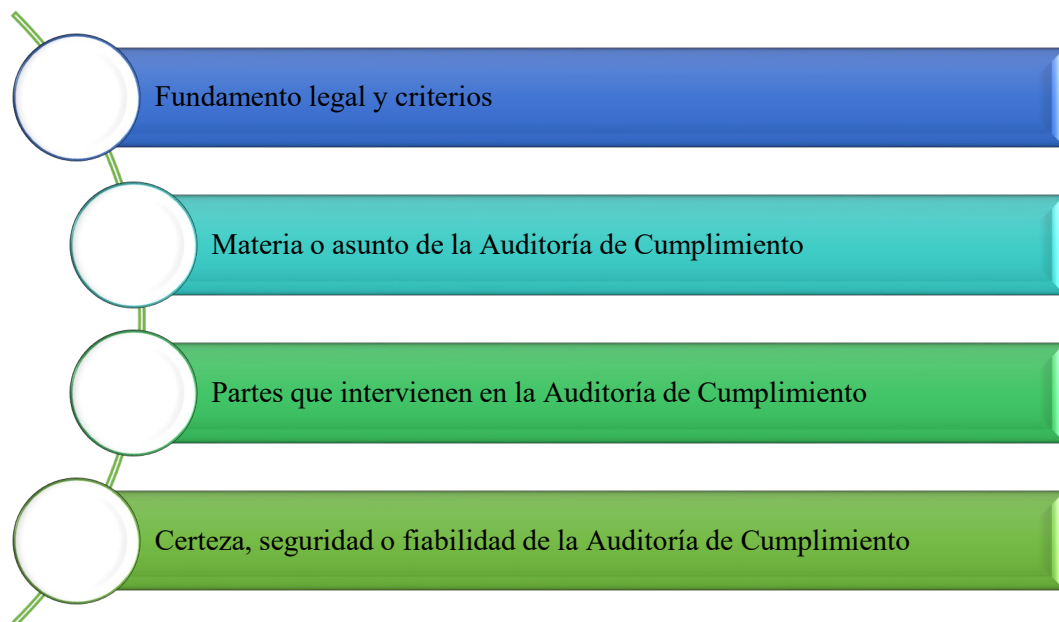 Fundamento legal y criterios
Materia o asunto de la Auditoría de Cumplimiento
Partes que intervienen en la Auditoría de Cumplimiento
Certeza, seguridad o fiabilidad de la Auditoría de Cumplimiento